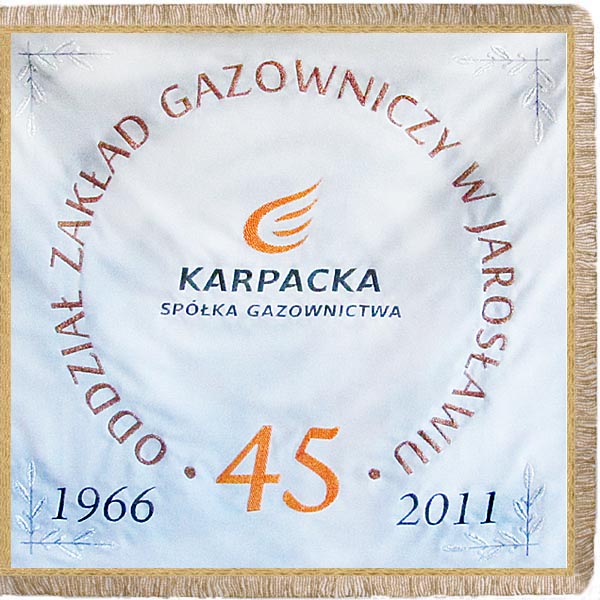 ODDZIAŁ ZAKŁAD GAZOWNICZY W JAROSŁAWIU
KARPACKA
SPÓŁKA GAZOWNICTWA
• 45 •
1966
2011